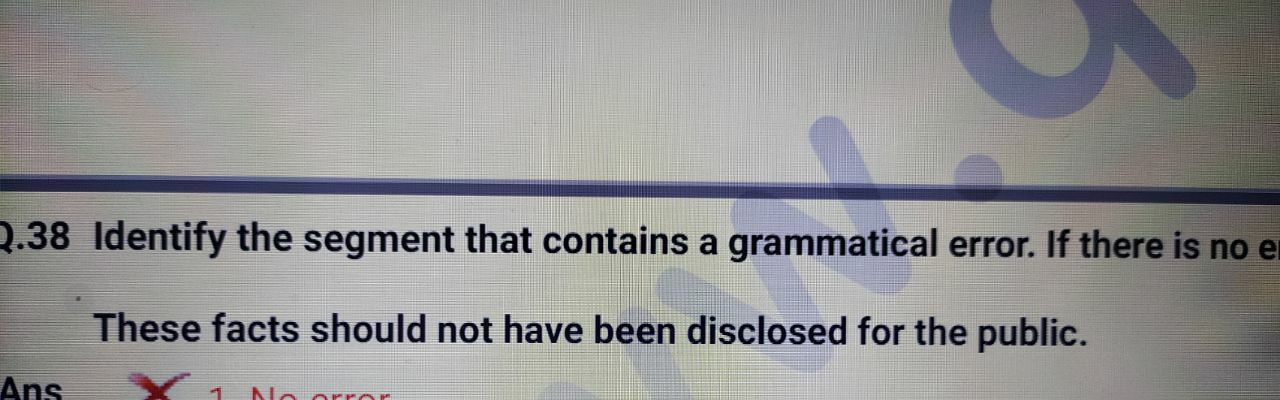 Q.38 Identify the segment that contains a grammatical error. If there is no
These facts should not have been disclosed for the public.
Ans 1. No error